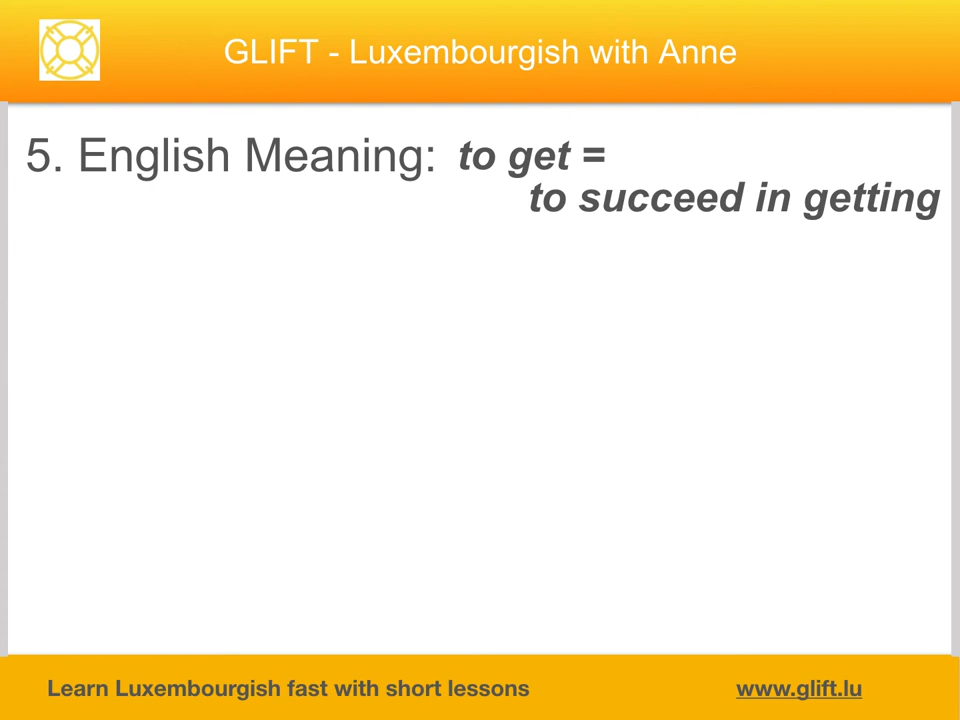 GLIFT - Luxembourgish with Anne
5. English Meaning: to get =
to succeed in getting
Learn Luxembourgish fast with short lessons
www.glift.lu